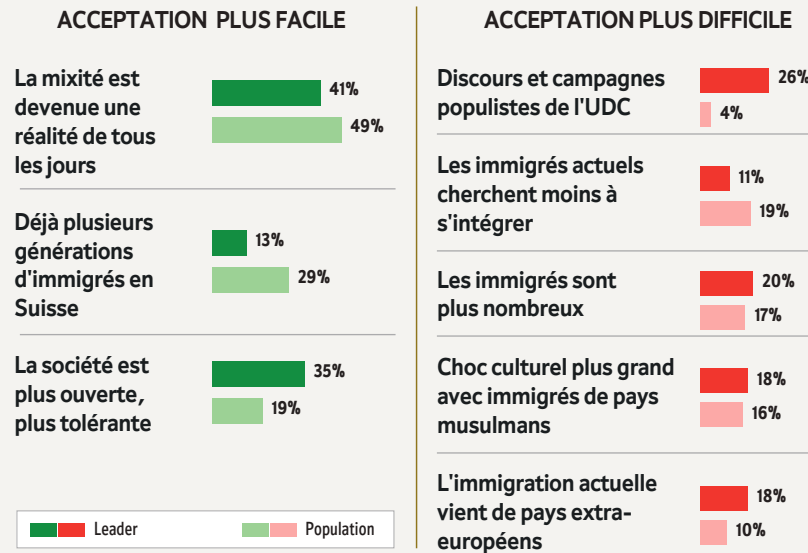 ACCEPTATION PLUS FACILE
La mixité est
devenue une
réalité de tous
les jours
41%
49%
Déjà plusieurs
générations
d'immigrés en
Suisse
13%
29%
La société est
plus ouverte,
plus tolérante
35%
19%
Leader
Population
ACCEPTATION PLUS DIFFICILE
Discours et campagnes
populistes de l'UDC
26%
4%
Les immigrés actuels
cherchent moins à
s'intégrer
11%
19%
Les immigrés sont
plus nombreux
20%
17%
Choc culturel plus grand
avec immigrés de pays
musulmans
18%
16%
L'immigration actuelle
vient de pays extra-
européens
18%
10%